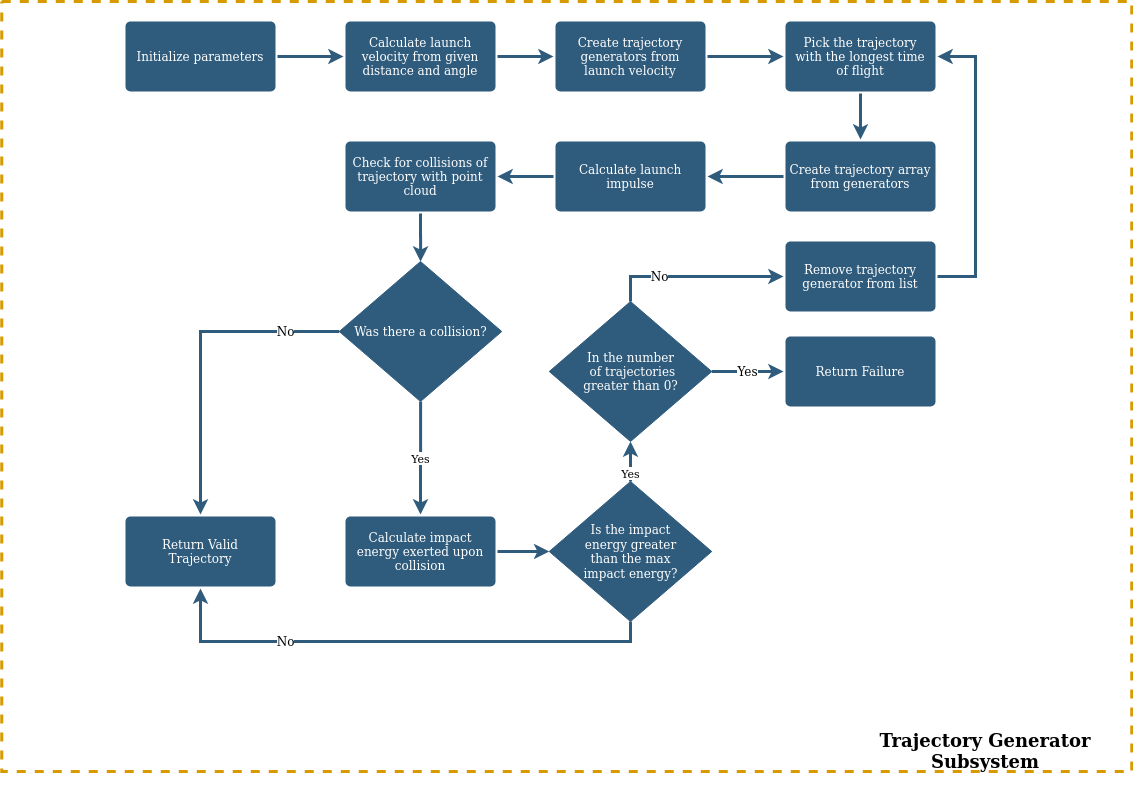 Initialize parameters
Calculate launch
velocity from given
distance and angle
Create trajectory
generators from
launch velocity
Pick the trajectory
with the longest time
of flight
Check for collisions of
trajectory with point
cloud
Calculate launch
impulse
Create trajectory array
from generators
Remove trajectory
generator from list
No
Was there a collision?
No
In the number
of trajectories
greater than 0?
Yes
Return Failure
Yes
Yes
Return Valid
Trajectory
Calculate impact
energy exerted upon
collision
Is the impact
energy greater
than the max
impact energy?
No
Trajectory Generator
Subsystem